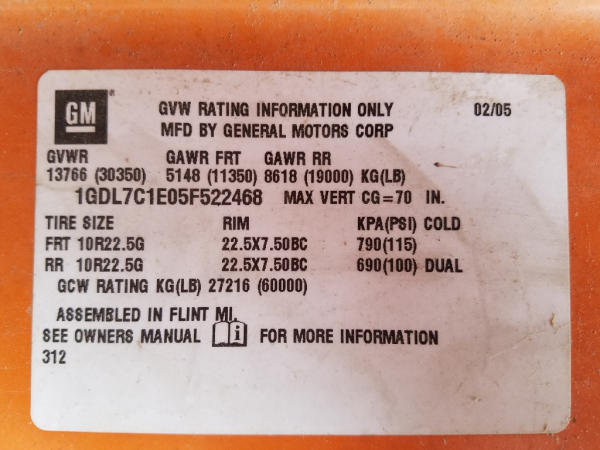 GM
GVW RATING INFORMATION ONLY 02/05
MFD BY GENERAL MOTORS CORP
GVWR GAWR FRT GAWR RR
13766 (30350) 5148 (11350) 8618 (19000) KG(LB)
1GDL7C1E05F522468 MAX VERT CG=70 IN.
TIRE SIZE RIM KPA(PSI) COLD
FRT 10R22.5G 22.5X7.50BC 790(115)
RR 10R22.5G 22.5X7.50BC 690(100) DUAL
GCW RATING KG(LB) 27216 (60000)
ASSEMBLED IN FLINT MI.
SEE OWNERS MANUAL i FOR MORE INFORMATION
312